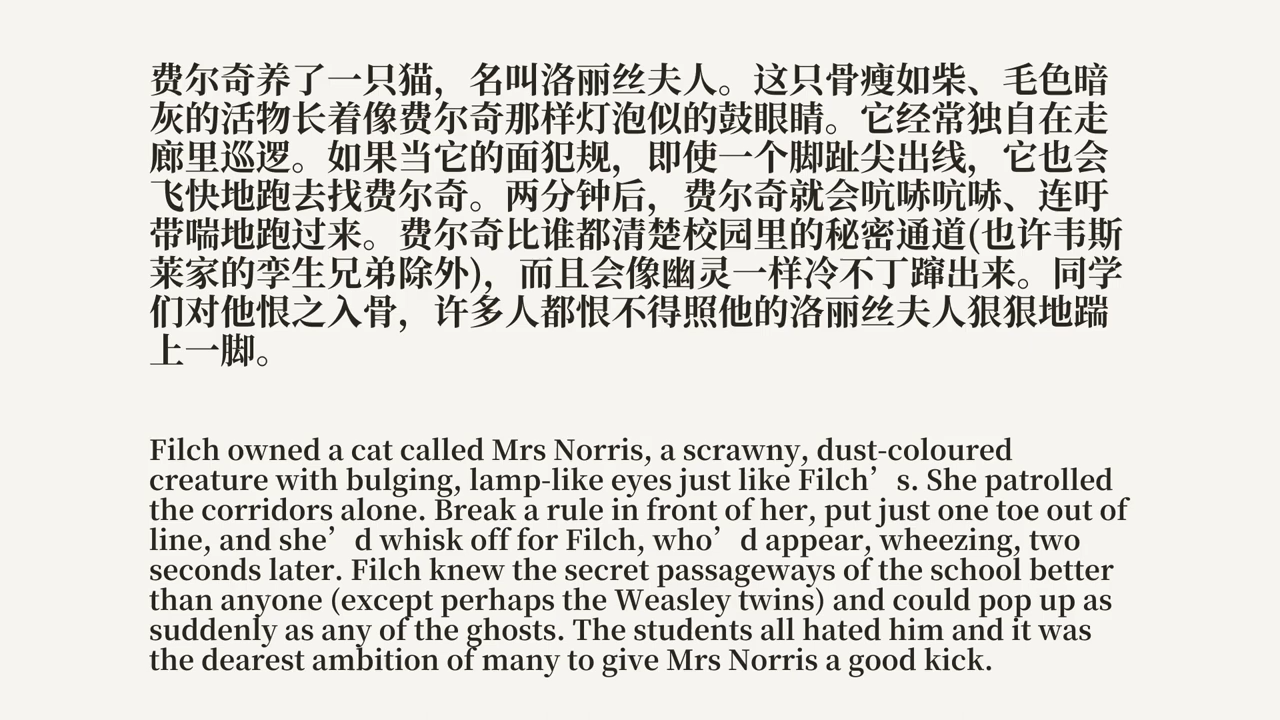 费尔奇养了一只猫，名叫洛丽丝夫人。这只骨瘦如柴、毛色暗
灰的活物长着像费尔奇那样灯泡似的鼓眼睛。它经常独自在走
廊里巡逻。如果当它的面犯规，即使一个脚趾尖出线，它也会
飞快地跑去找费尔奇。两分钟后，费尔奇就会吭哧吭哧、连吁
带喘地跑过来。费尔奇比谁都清楚校园里的秘密通道(也许韦斯
莱家的孪生兄弟除外)，而且会像幽灵一样冷不丁蹿出来。同学
们对他恨之入骨，许多人都恨不得照他的洛丽丝夫人狠狠地踹
上一脚。
Filch owned a cat called Mrs Norris, a scrawny, dust-coloured
creature with bulging, lamp-like eyes just like Filch’s. She patrolled
the corridors alone. Break a rule in front of her, put just one toe out of
line, and she’d whisk off for Filch, who’d appear, wheezing, two
seconds later. Filch knew the secret passageways of the school better
than anyone (except perhaps the Weasley twins) and could pop up as
suddenly as any of the ghosts. The students all hated him and it was
the dearest ambition of many to give Mrs Norris a good kick.